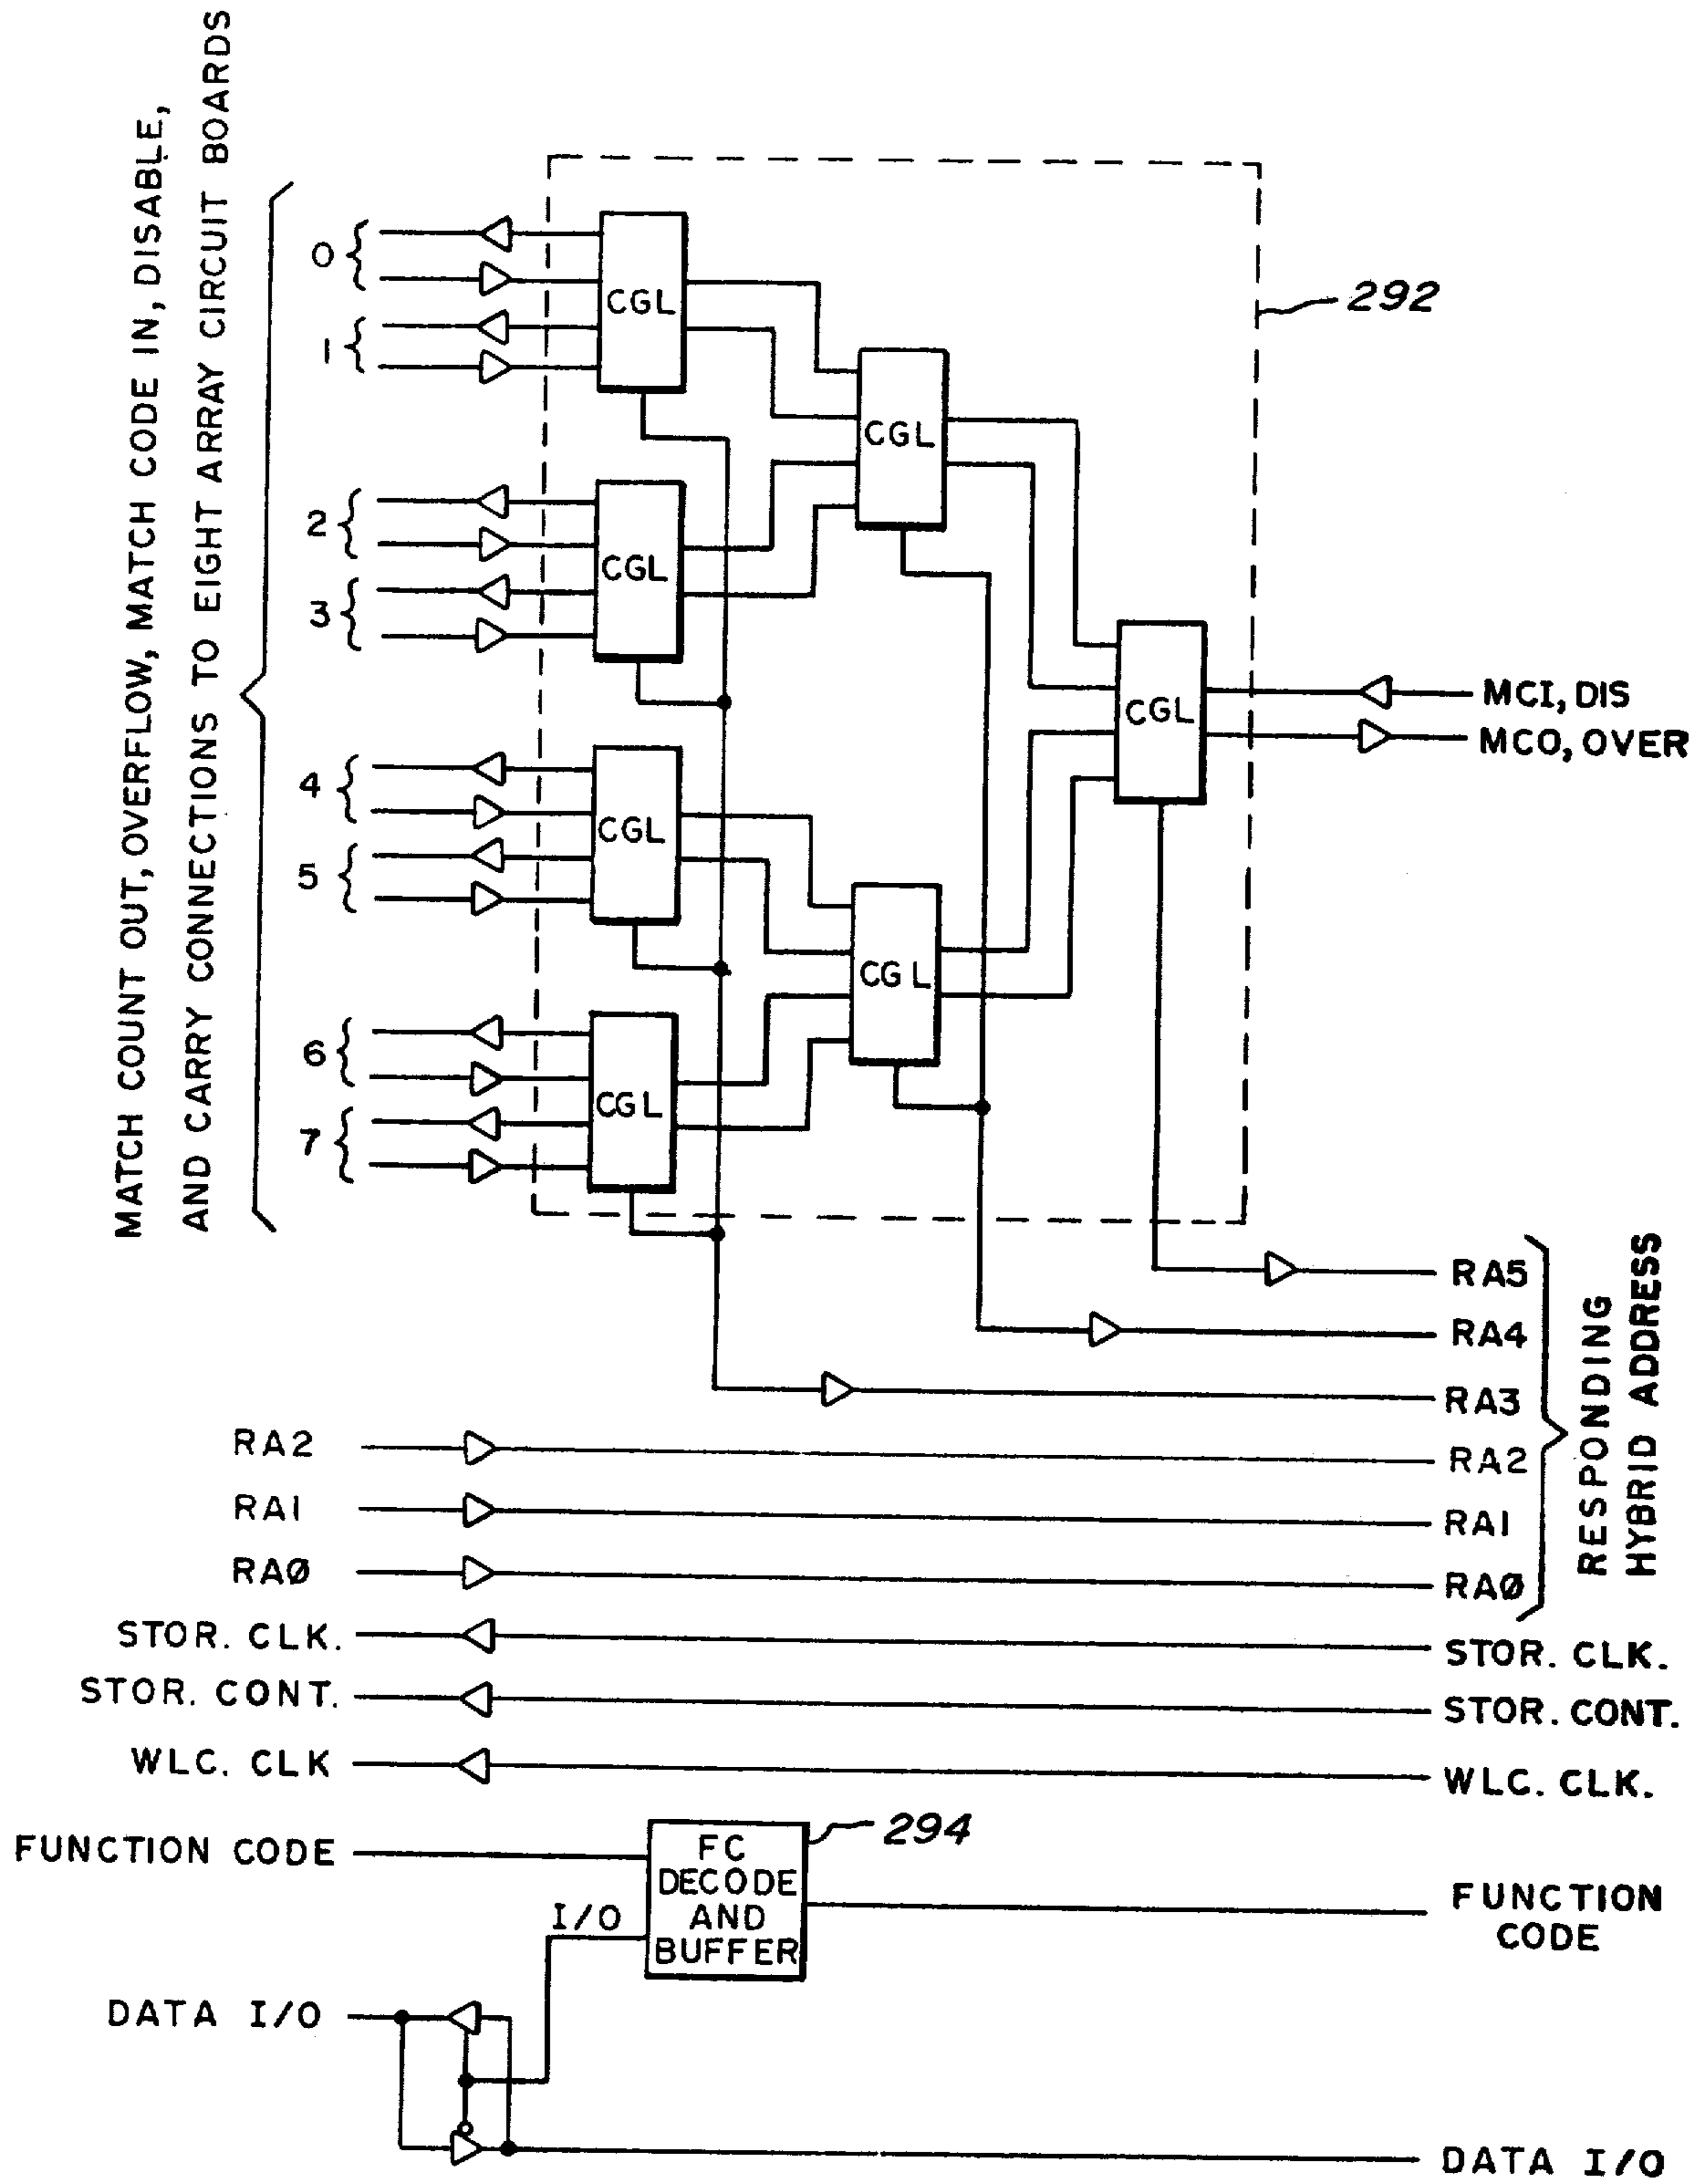 MATCH COUNT OUT, OVERFLOW, MATCH CODE IN, DISABLE,
AND CARRY CONNECTIONS TO EIGHT ARRAY CIRCUIT BOARDS
0
1
2
3
4
5
6
7
CGL
CGL
CGL
CGL
CGL
CGL
CGL
292
MCI, DIS
MCO, OVER
RA5
RA4
RA3
RA2
RA2
RA1
RA1
RAØ
RAØ
RESPONDING
HYBRID ADDRESS
STOR. CLK.
STOR. CLK.
STOR. CONT.
STOR. CONT.
WLC. CLK
WLC. CLK.
FUNCTION CODE
FC
DECODE
AND
BUFFER
294
I/O
FUNCTION
CODE
DATA I/O
DATA I/O